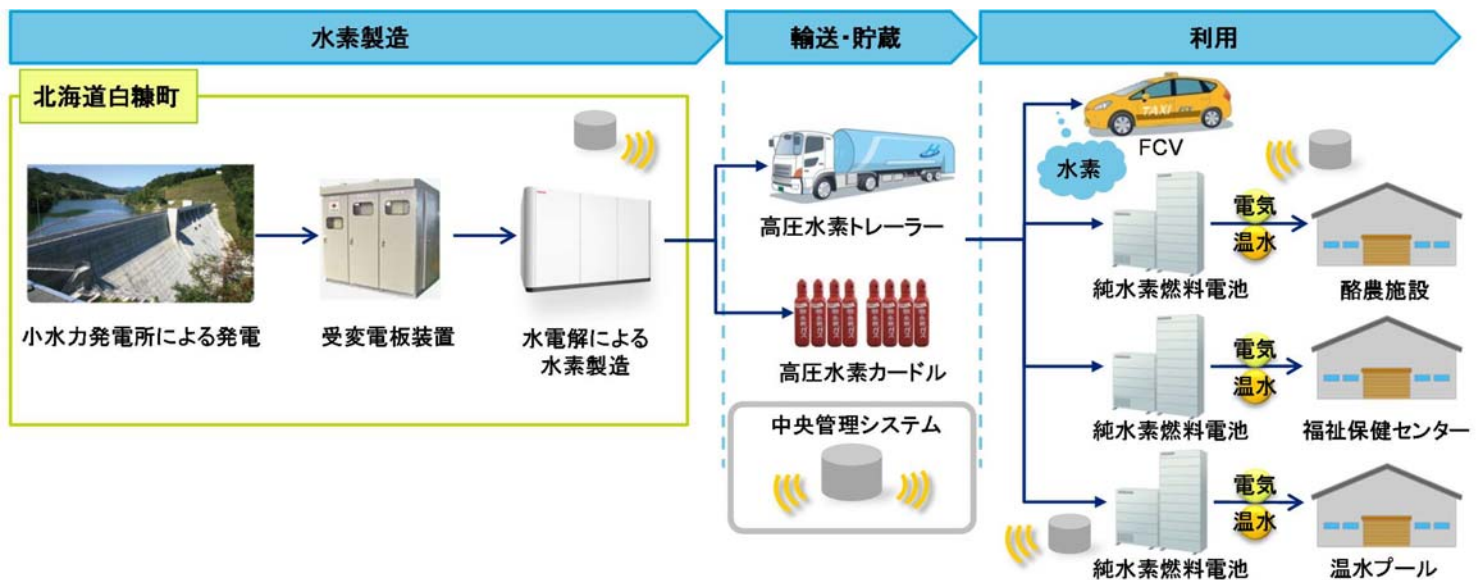 水素製造
輸送・貯蔵
利用
北海道白糠町
小水力発電所による発電
受変電板装置
水電解による
水素製造
高圧水素トレーラー
高圧水素カードル
中央管理システム
TAXI
FCV
水素
電気
温水
純水素燃料電池
酪農施設
電気
温水
純水素燃料電池
福祉保健センター
電気
温水
純水素燃料電池
温水プール